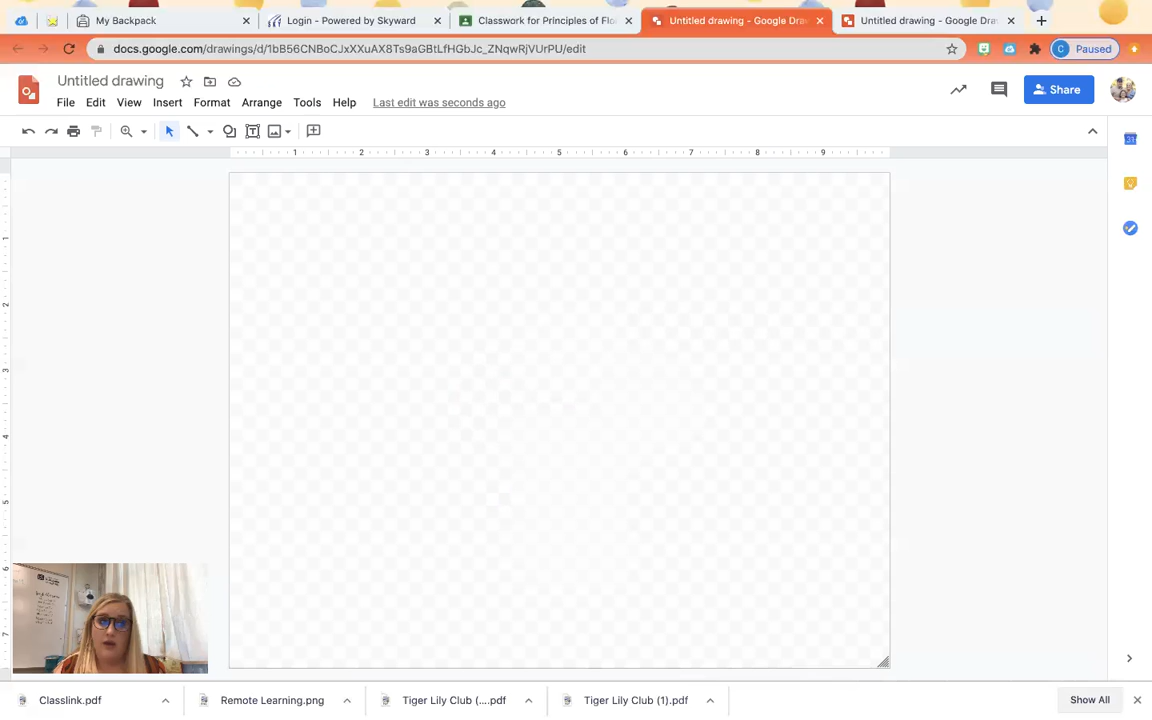 My Backpack
Login - Powered by Skyward
Classwork for Principles of Flo
Untitled drawing - Google Draw
Untitled drawing - Google Draw
docs.google.com/drawings/d/1bB56CNBoCJxXXuAX8Ts9aGBtLfHGbJc_ZNqwRjVUrPU/edit
C Paused
Untitled drawing
File Edit View Insert Format Arrange Tools Help Last edit was seconds ago
Share
1 2 3 4 5 6 7 8 9
31
1
2
3
4
5
6
7
Classlink.pdf
Remote Learning.png
Tiger Lily Club (....pdf
Tiger Lily Club (1).pdf
Show All